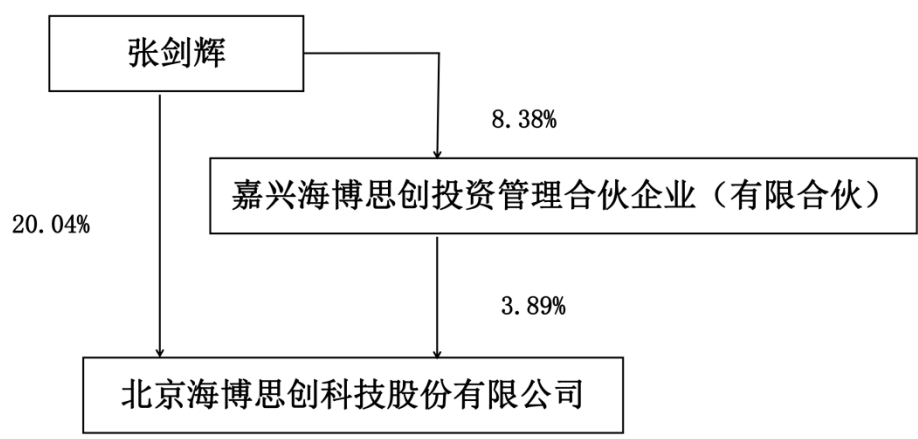 张剑辉
8.38%
嘉兴海博思创投资管理合伙企业（有限合伙）
20.04%
3.89%
北京海博思创科技股份有限公司